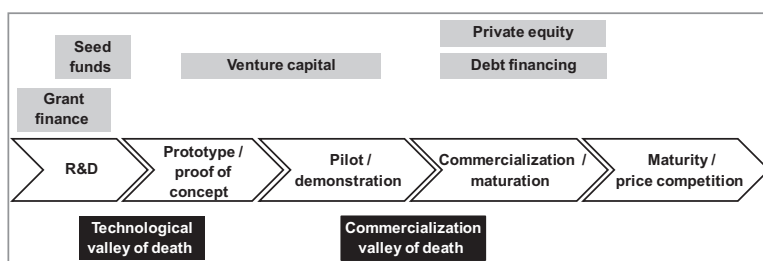 Private equity
Seed
funds
Venture capital
Debt financing
Grant
finance
R&D
Prototype /
proof of
concept
Pilot /
demonstration
Commercialization /
maturation
Maturity /
price competition
Technological
valley of death
Commercialization
valley of death